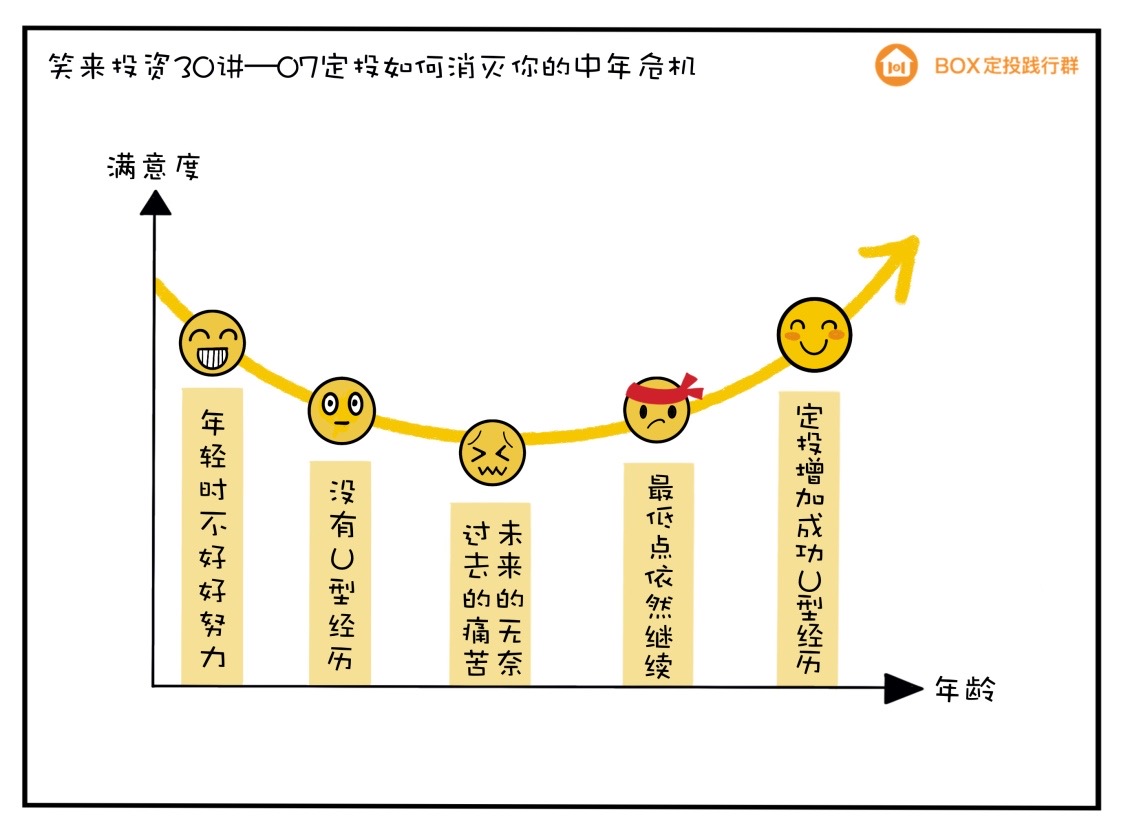 笑来投资30讲—07定投如何消灭你的中年危机
BOX定投践行群
满意度
年轻时不好好努力
没有U型经历
过去的痛苦
未来的无奈
最低点依然继续
定投增加成功U型经历
年龄